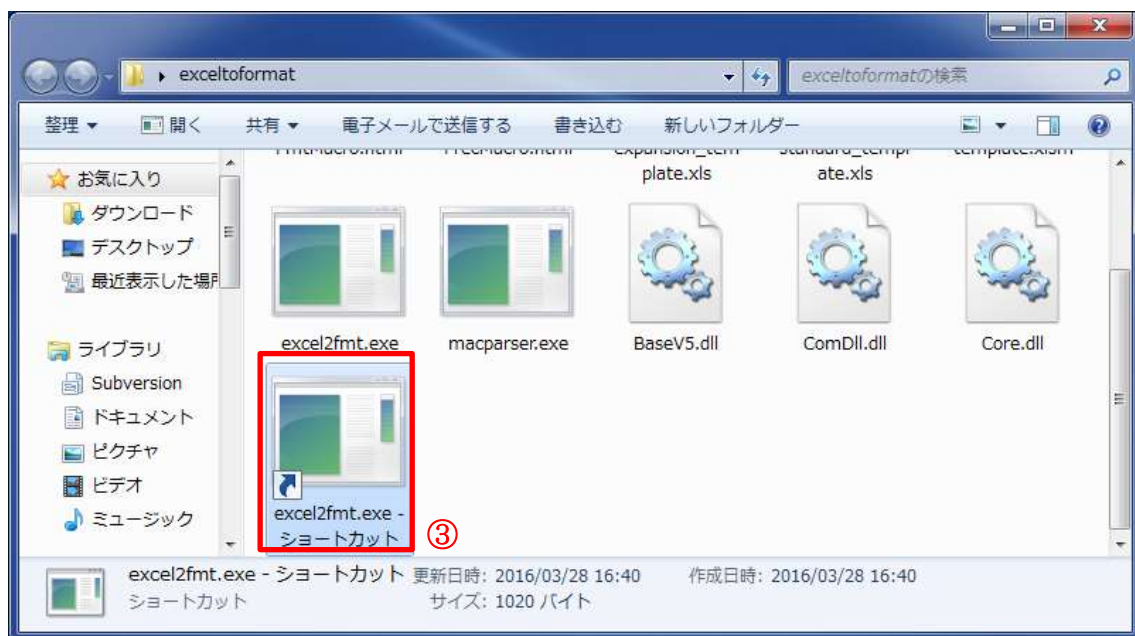 exceltoformat
exceltoformatの検索
整理 開く 共有 電子メールで送信する 書き込む 新しいフォルダー
お気に入り
ダウンロード
デスクトップ
最近表示した場所
ライブラリ
Subversion
ドキュメント
ピクチャ
ビデオ
ミュージック
plate.xls
ate.xls
excel2fmt.exe
macparser.exe
BaseV5.dll
ComDll.dll
Core.dll
excel2fmt.exe -
ショートカット
③
excel2fmt.exe - ショートカット 更新日時: 2016/03/28 16:40 作成日時: 2016/03/28 16:40
ショートカット サイズ: 1020 バイト